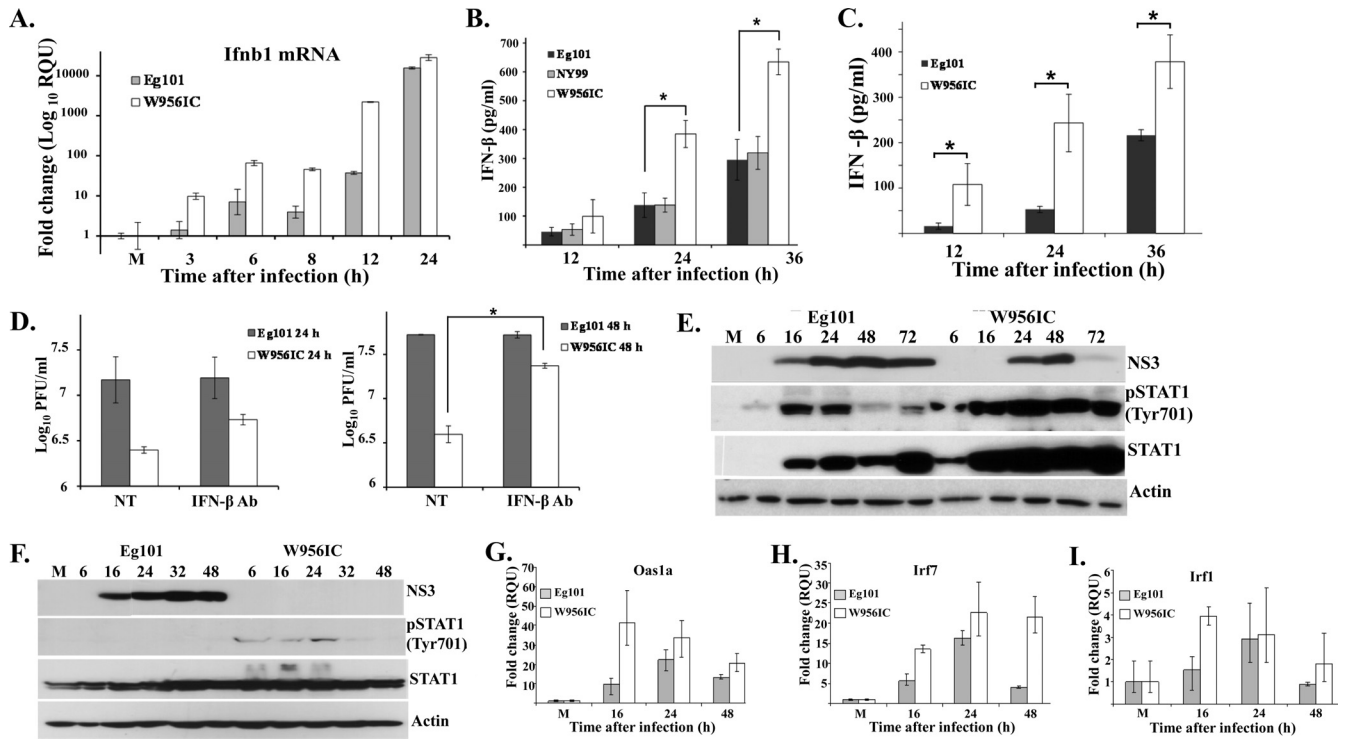 A.
Ifnb1 mRNA
Fold change (Log 10 RQU)
Eg101
W956IC
10000
1000
100
10
1
M 3 6 8 12 24
Time after infection (h)
B.
IFN-β (pg/ml)
Eg101
NY99
W956IC
*
*
700
600
500
400
300
200
100
12 24 36
Time after infection (h)
C.
IFN -β (pg/ml)
Eg101
W956IC
*
*
*
400
300
200
100
12 24 36
Time after infection (h)
D.
Log10 PFU/ml
Eg101 24 h
W956IC 24 h
7.5
7
6.5
6
NT IFN-β Ab
Log10 PFU/ml
Eg101 48 h
W956IC 48 h
*
7.5
7
6.5
6
NT IFN-β Ab
E.
Eg101 W956IC
M 6 16 24 48 72 6 16 24 48 72
NS3
pSTAT1
(Tyr701)
STAT1
Actin
F.
Eg101 W956IC
M 6 16 24 32 48 6 16 24 32 48
NS3
pSTAT1
(Tyr701)
STAT1
Actin
G.
Oas1a
Fold change (RQU)
Eg101
W956IC
70
60
50
40
30
20
10
M 16 24 48
Time after infection (h)
H.
Irf7
Fold change (RQU)
Eg101
W956IC
35
30
25
20
15
10
5
M 16 24 48
Time after infection (h)
I.
Irf1
Fold change (RQU)
Eg101
W956IC
6
5
4
3
2
1
0
M 16 24 48
Time after infection (h)